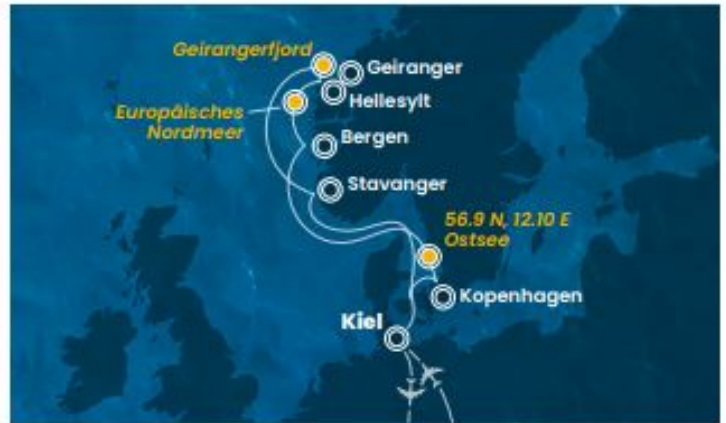 Geirangerfjord
Geiranger
Hellesylt
Europäisches
Nordmeer
Bergen
Stavanger
56.9 N, 12.10 E
Ostsee
Kopenhagen
Kiel